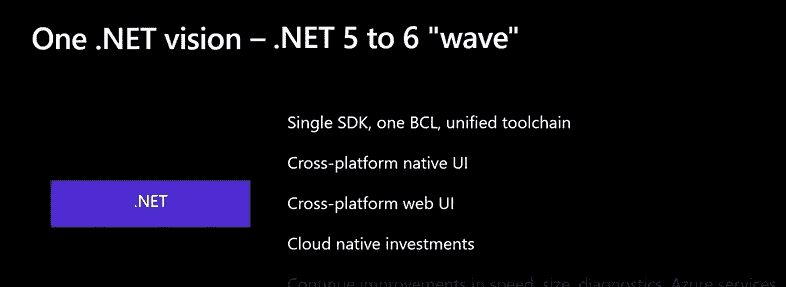 One .NET vision – .NET 5 to 6 "wave"
Single SDK, one BCL, unified toolchain
Cross-platform native UI
.NET
Cross-platform web UI
Cloud native investments
Continue improvements in speed, size, diagnostics, Azure services